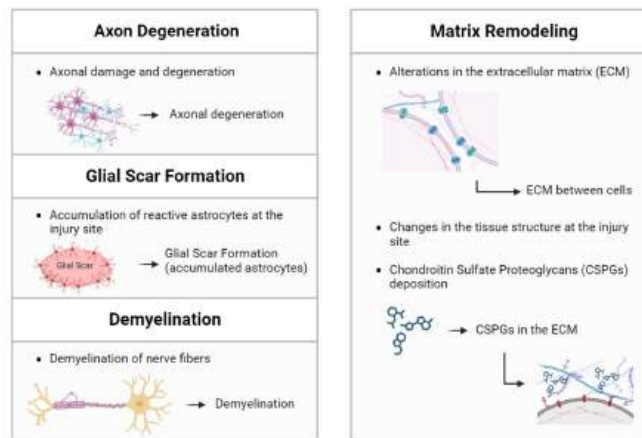 Axon Degeneration
• Axonal damage and degeneration
Axonal degeneration
Glial Scar Formation
• Accumulation of reactive astrocytes at the
injury site
Glial Scar
Glial Scar Formation
(accumulated astrocytes)
Demyelination
• Demyelination of nerve fibers
Demyelination
Matrix Remodeling
• Alterations in the extracellular matrix (ECM)
ECM between cells
• Changes in the tissue structure at the injury
site
• Chondroitin Sulfate Proteoglycans (CSPGs)
deposition
CSPGs in the ECM